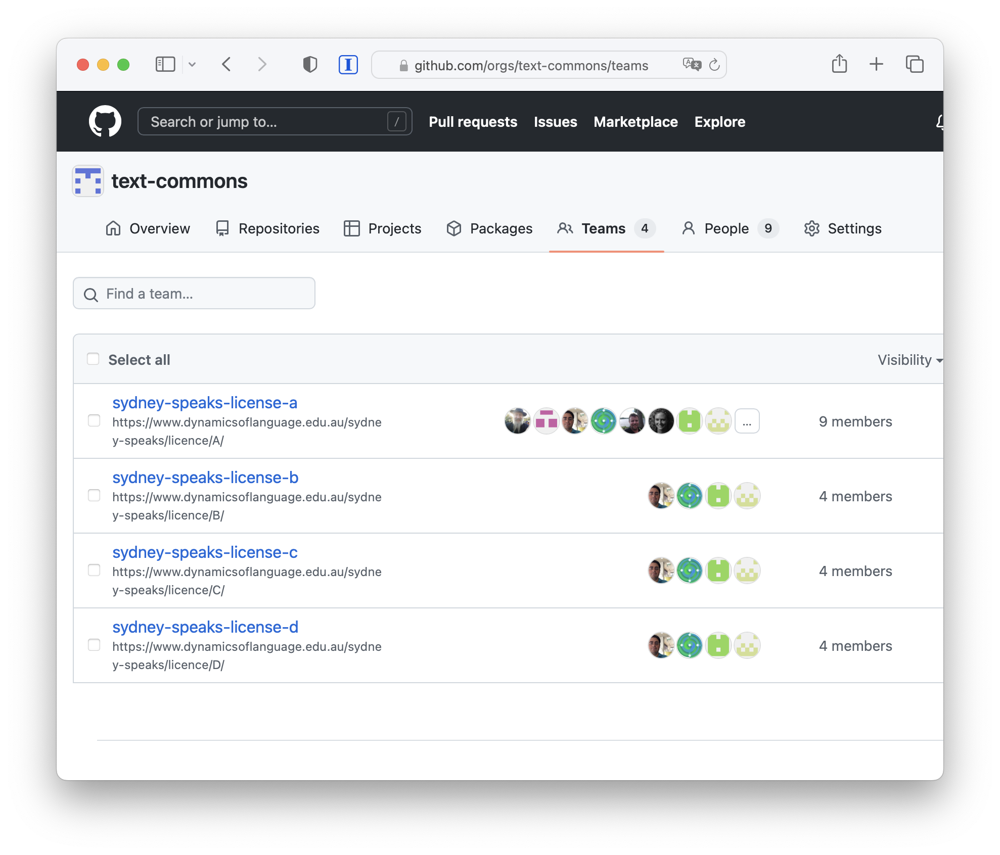 github.com/orgs/text-commons/teams
Search or jump to... /
Pull requests Issues Marketplace Explore
text-commons
Overview Repositories Projects Packages Teams 4 People 9 Settings
Find a team...
Select all Visibility
sydney-speaks-license-a
https://www.dynamicsoflanguage.edu.au/sydne
y-speaks/licence/A/
... 9 members
sydney-speaks-license-b
https://www.dynamicsoflanguage.edu.au/sydne
y-speaks/licence/B/
4 members
sydney-speaks-license-c
https://www.dynamicsoflanguage.edu.au/sydne
y-speaks/licence/C/
4 members
sydney-speaks-license-d
https://www.dynamicsoflanguage.edu.au/sydne
y-speaks/licence/D/
4 members